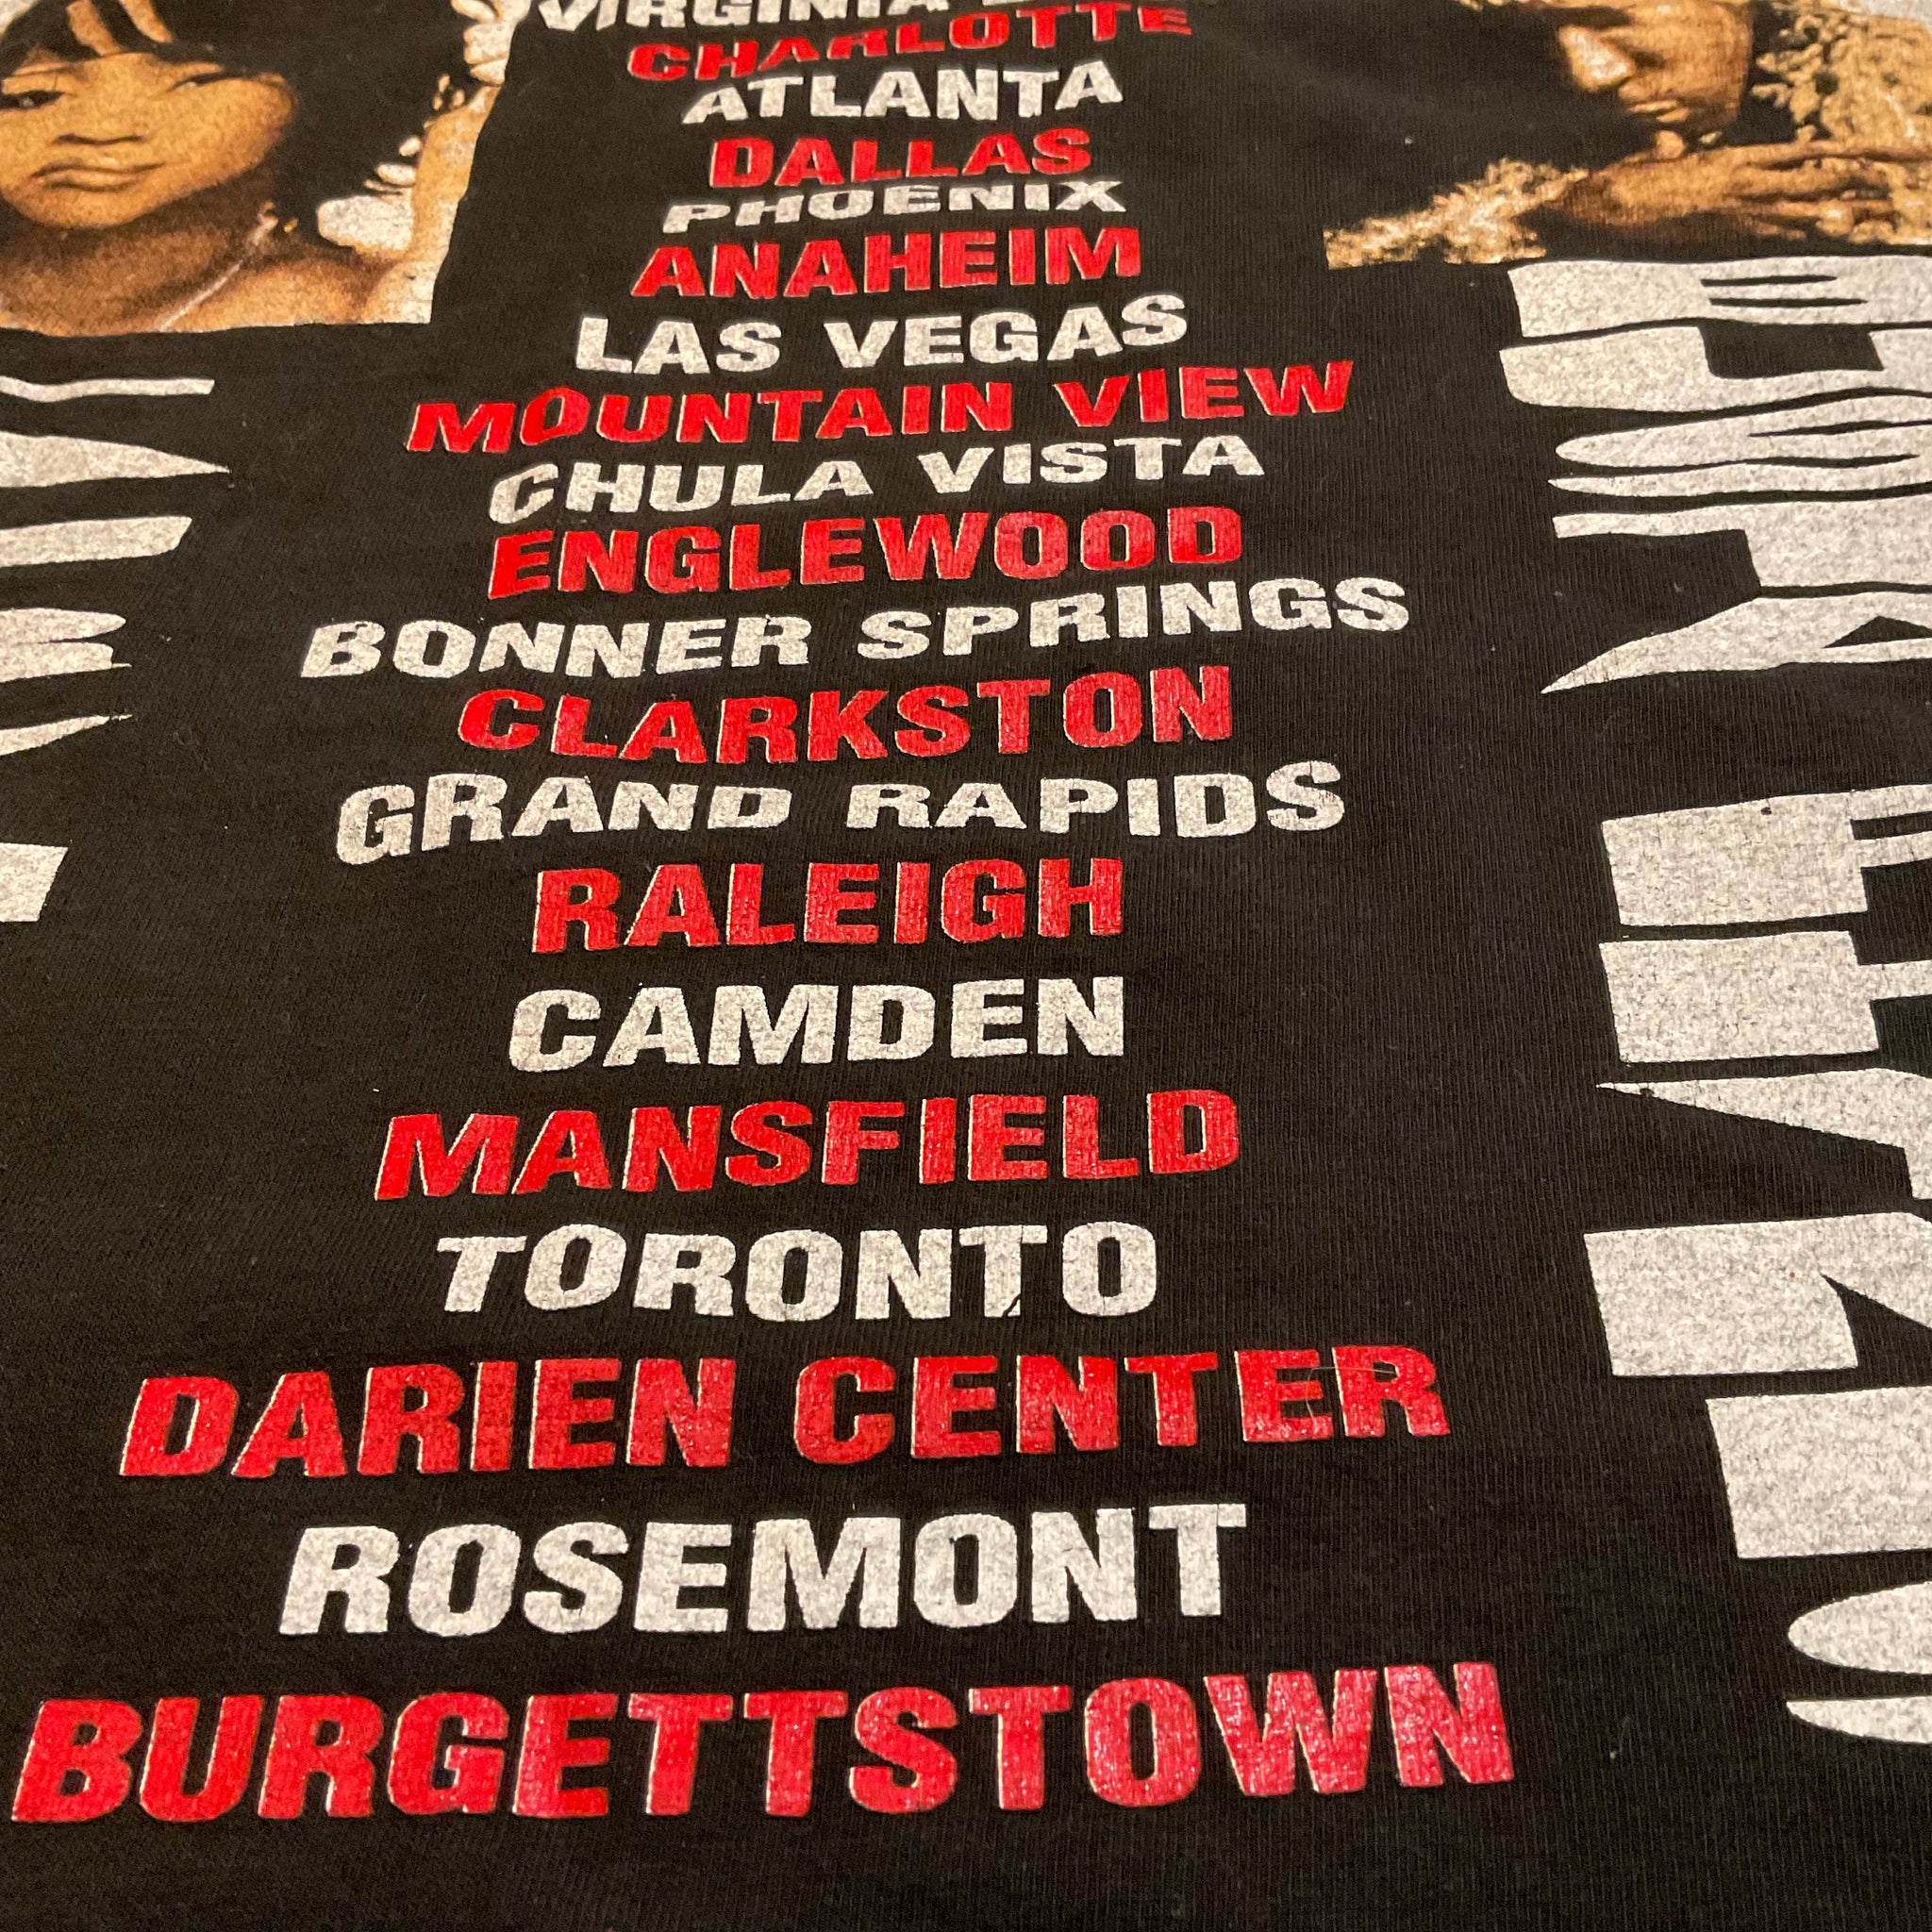 VIRGINIA
CHARLOTTE
ATLANTA
DALLAS
PHOENIX
ANAHEIM
LAS VEGAS
MOUNTAIN VIEW
CHULA VISTA
ENGLEWOOD
BONNER SPRINGS
CLARKSTON
GRAND RAPIDS
RALEIGH
CAMDEN
MANSFIELD
TORONTO
DARIEN CENTER
ROSEMONT
BURGETTSTOWN